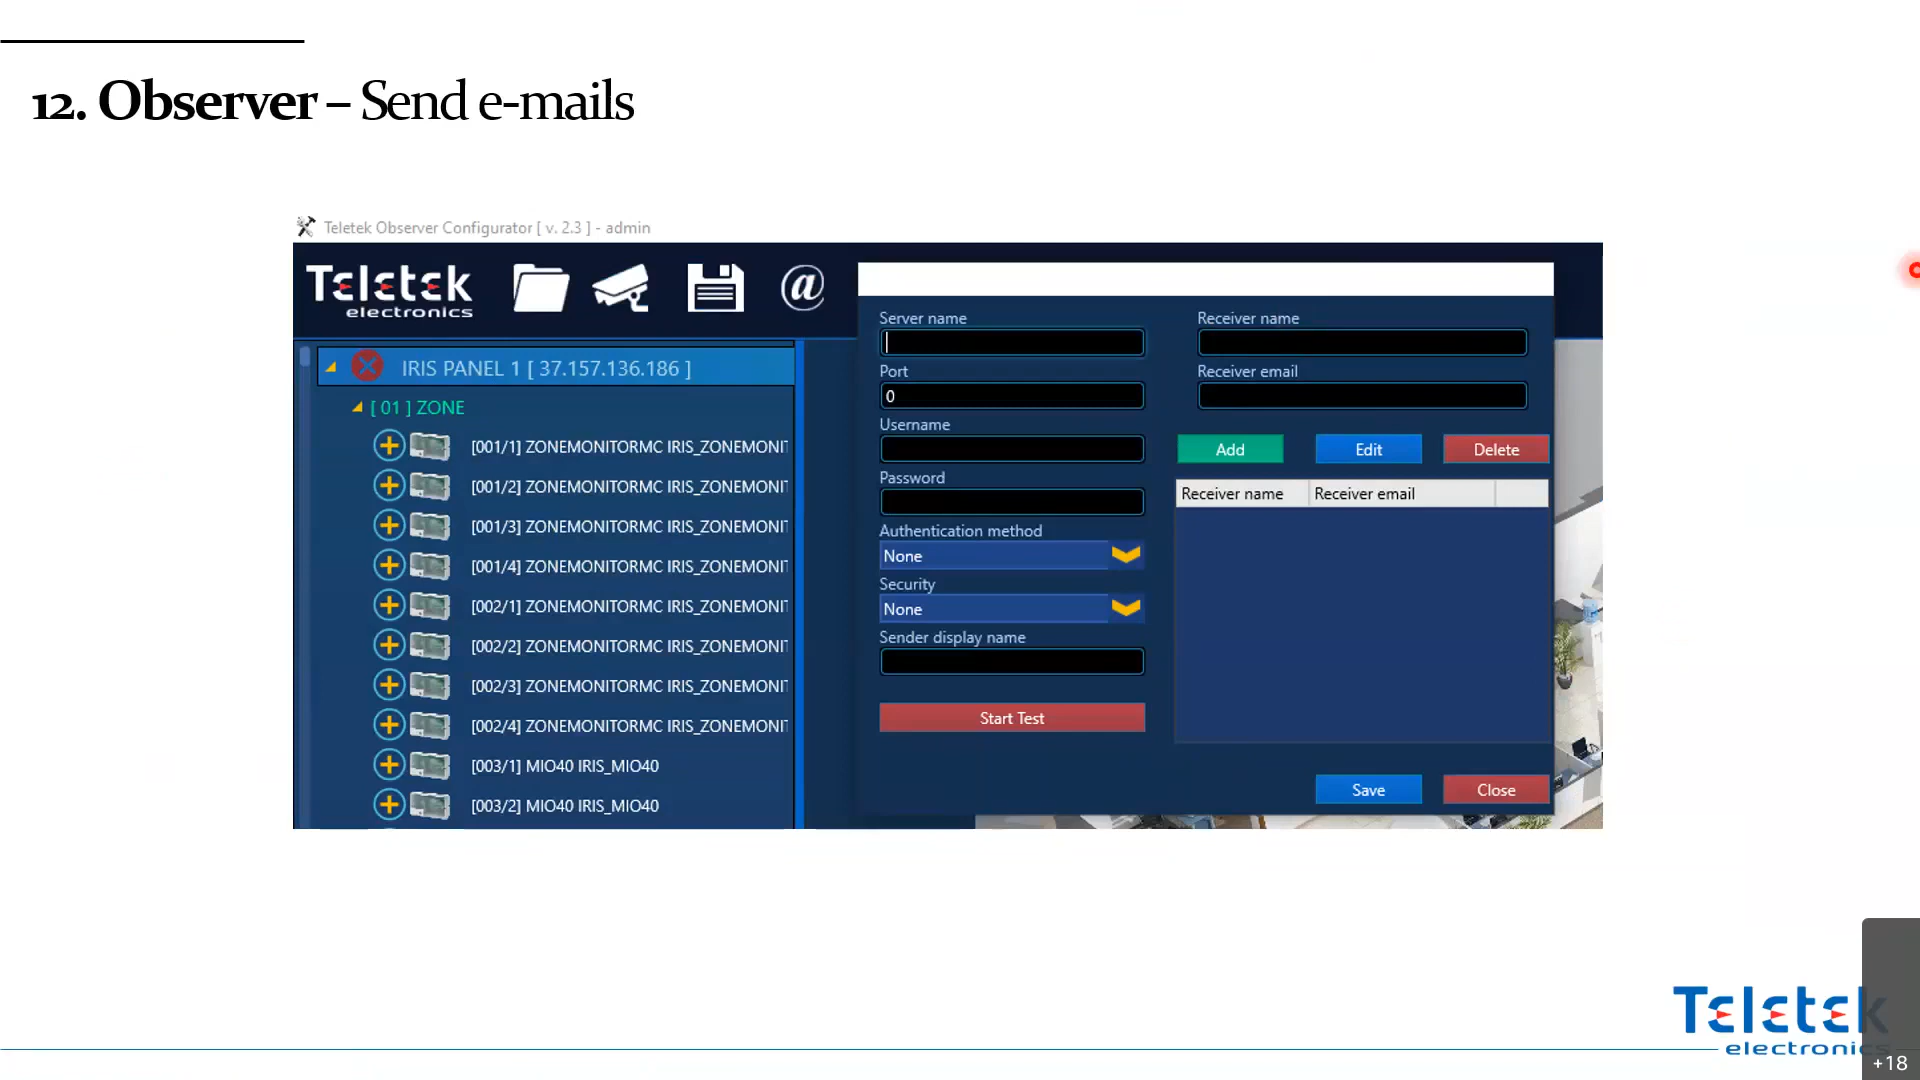 12. Observer – Send e-mails
Teletek Observer Configurator [ v. 2.3 ] - admin
Teletek
electronics
@
IRIS PANEL 1 [ 37.157.136.186 ]
[ 01 ] ZONE
[001/1] ZONEMONITORMC IRIS_ZONEMONIT
[001/2] ZONEMONITORMC IRIS_ZONEMONIT
[001/3] ZONEMONITORMC IRIS_ZONEMONIT
[001/4] ZONEMONITORMC IRIS_ZONEMONIT
[002/1] ZONEMONITORMC IRIS_ZONEMONIT
[002/2] ZONEMONITORMC IRIS_ZONEMONIT
[002/3] ZONEMONITORMC IRIS_ZONEMONIT
[002/4] ZONEMONITORMC IRIS_ZONEMONIT
[003/1] MIO40 IRIS_MIO40
[003/2] MIO40 IRIS_MIO40
Server name
Port
0
Username
Password
Authentication method
None
Security
None
Sender display name
Start Test
Receiver name
Receiver email
Add Edit Delete
Receiver name Receiver email
Save Close
Teletek
electronics
+18